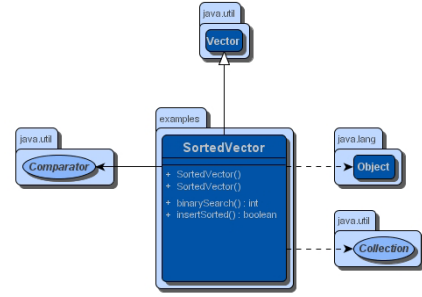 java.util
Vector
examples
SortedVector
+ SortedVector()
+ SortedVector()
+ binarySearch() : int
+ insertSorted() : boolean
java.util
Comparator
java.lang
Object
java.util
Collection